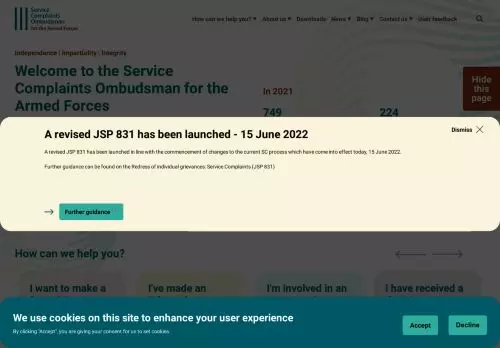 Service
Complaints
Ombudsman
for the Armed Forces
How can we help you?
About us
Downloads
News
Blog
Contact us
User feedback
Independence | Impartiality | Integrity
Hide
this
page
Welcome to the Service
Complaints Ombudsman for the
Armed Forces
In 2021
749
224
A revised JSP 831 has been launched - 15 June 2022
Dismiss
A revised JSP 831 has been launched in line with the commencement of changes to the current SC process which have come into effect today, 15 June 2022.
Further guidance can be found on the Redress of Individual grievances: Service Complaints (JSP 831)
Further guidance
How can we help you?
I want to make a
I've made an
I'm involved in an
I have received a
We use cookies on this site to enhance your user experience
By clicking "Accept", you are giving your consent for us to set cookies.
Accept
Decline